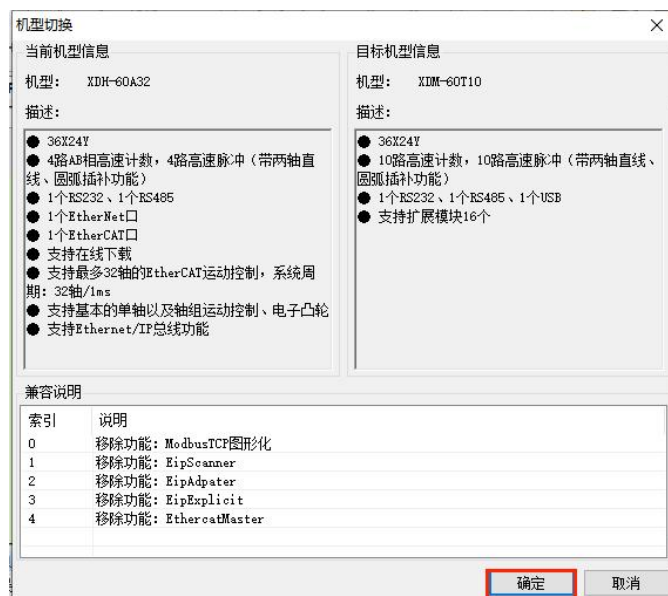 机型切换
当前机型信息
机型： XDH-60A32
描述：
● 36X24Y
● 4路AB相高速计数，4路高速脉冲（带两轴直
线、圆弧插补功能）
● 1个RS232、1个RS485
● 1个EtherNet口
● 1个EtherCAT口
● 支持在线下载
● 支持最多32轴的EtherCAT运动控制，系统周
期：32轴/1ms
● 支持基本的单轴以及轴组运动控制、电子凸轮
● 支持Ethernet/IP总线功能
目标机型信息
机型： XDM-60T10
描述：
● 36X24Y
● 10路高速计数，10路高速脉冲（带两轴直线、
圆弧插补功能）
● 1个RS232、1个RS485、1个USB
● 支持扩展模块16个
兼容说明
索引 说明
0 移除功能：ModbusTCP图形化
1 移除功能：EipScanner
2 移除功能：EipAdpater
3 移除功能：EipExplicit
4 移除功能：EthercatMaster
确定 取消